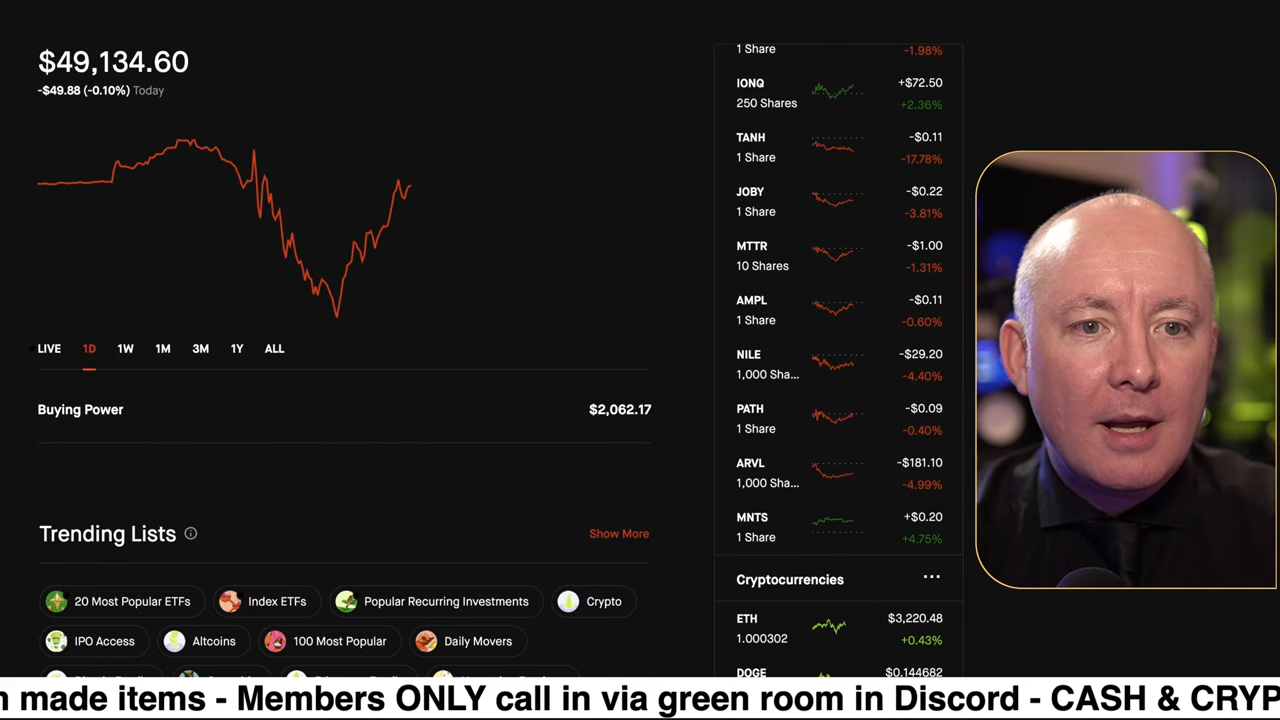 $49,134.60
-$49.88 (-0.10%) Today
LIVE 1D 1W 1M 3M 1Y ALL
Buying Power $2,062.17
Trending Lists Show More
20 Most Popular ETFs Index ETFs Popular Recurring Investments Crypto
IPO Access Altcoins 100 Most Popular Daily Movers
1 Share -1.98%
IONQ +$72.50
250 Shares +2.36%
TANH -$0.11
1 Share -17.78%
JOBY -$0.22
1 Share -3.81%
MTTR -$1.00
10 Shares -1.31%
AMPL -$0.11
1 Share -0.60%
NILE -$29.20
1,000 Sha... -4.40%
PATH -$0.09
1 Share -0.40%
ARVL -$181.10
1,000 Sha... -4.99%
MNTS +$0.20
1 Share +4.75%
Cryptocurrencies ...
ETH $3,220.48
1.000302 +0.43%
DOGE $0.144682
made items - Members ONLY call in via green room in Discord - CASH & CRYP